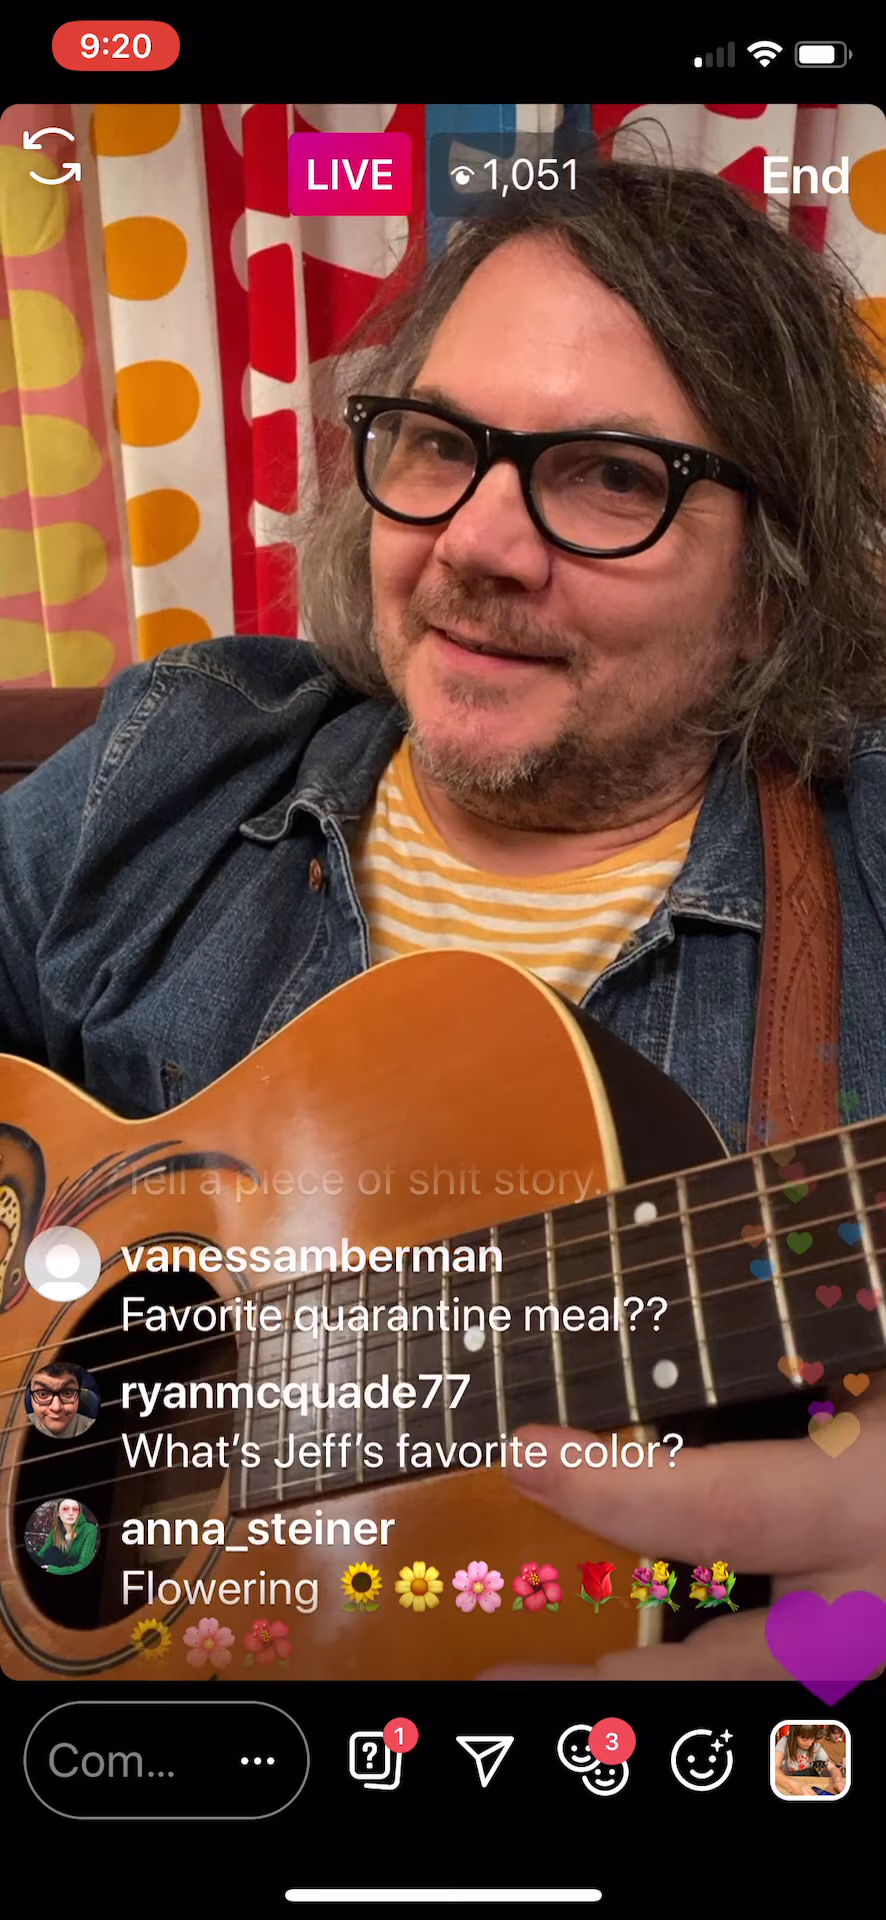 9:20
LIVE
1,051
End
Tell a piece of shit story.
vanessamberman
Favorite quarantine meal??
ryanmcquade77
What's Jeff's favorite color?
anna_steiner
Flowering 🌻🌼🌸🌺🌹💐💐
🌻🌸🌺
Com...
?
1
3